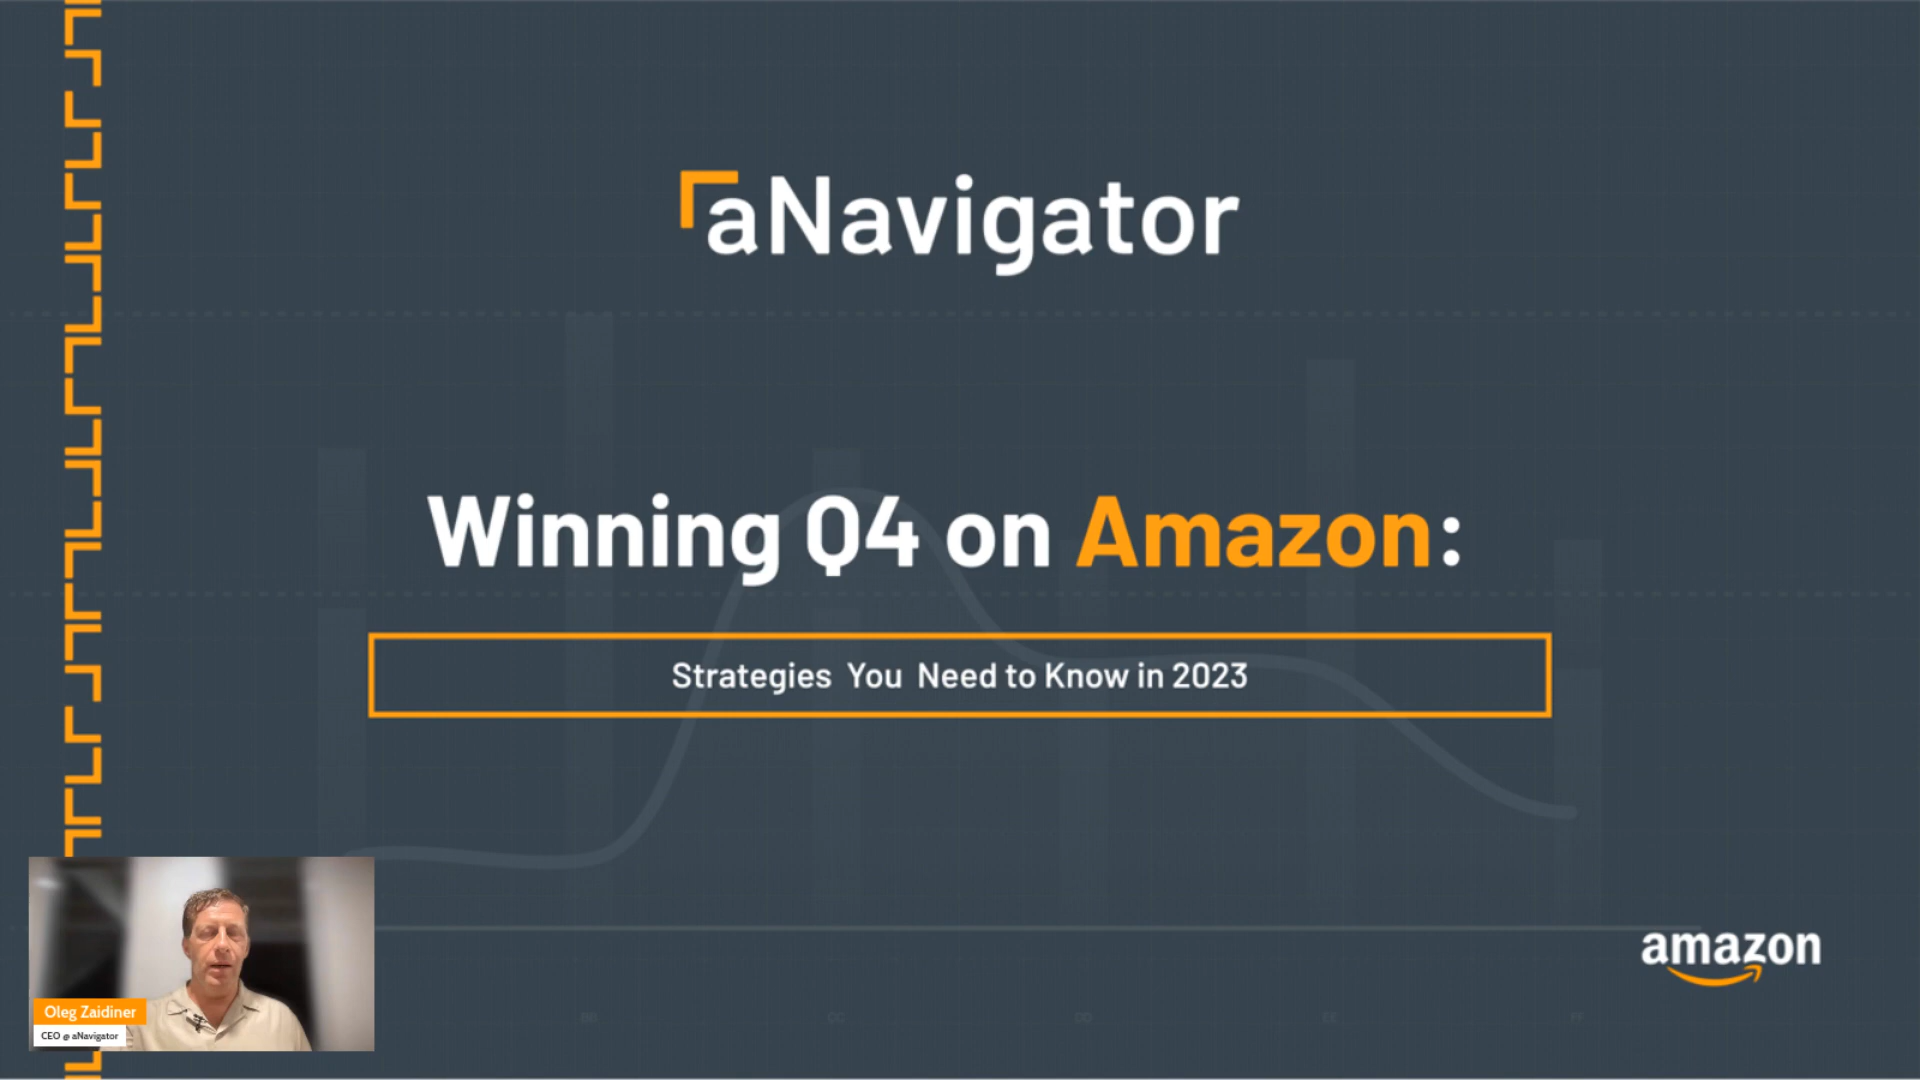 aNavigator
Winning Q4 on Amazon:
Strategies You Need to Know in 2023
amazon
Oleg Zaidiner
CEO @ aNavigator